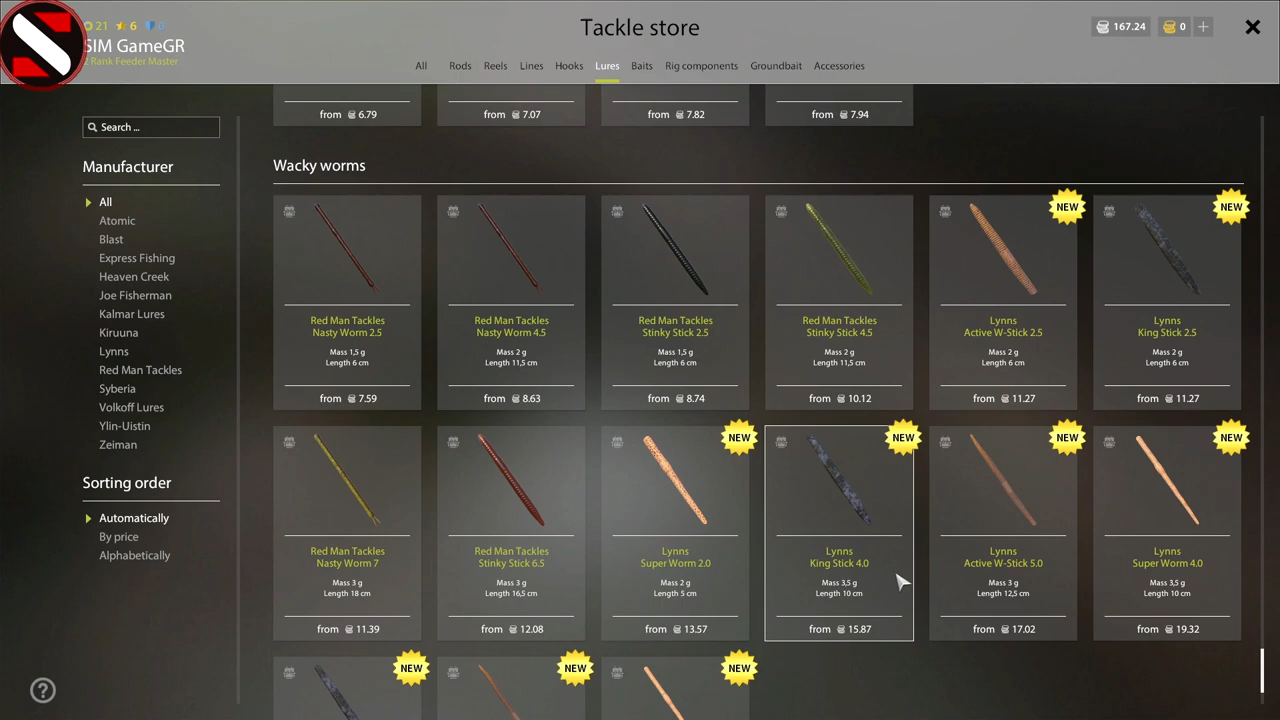 21 6 0
SIM GameGR
2 Rank Feeder Master
Tackle store
167.24 0 +
All Rods Reels Lines Hooks Lures Baits Rig components Groundbait Accessories
Search ...
Manufacturer
All
Atomic
Blast
Express Fishing
Heaven Creek
Joe Fisherman
Kalmar Lures
Kiruuna
Lynns
Red Man Tackles
Syberia
Volkoff Lures
Ylin-Uistin
Zeiman
Sorting order
Automatically
By price
Alphabetically
?
from 6.79
from 7.07
from 7.82
from 7.94
Wacky worms
Red Man Tackles
Nasty Worm 2.5
Mass 1,5 g
Length 6 cm
from 7.59
Red Man Tackles
Nasty Worm 4.5
Mass 2 g
Length 11,5 cm
from 8.63
Red Man Tackles
Stinky Stick 2.5
Mass 1,5 g
Length 6 cm
from 8.74
Red Man Tackles
Stinky Stick 4.5
Mass 2 g
Length 11,5 cm
from 10.12
NEW
Lynns
Active W-Stick 2.5
Mass 2 g
Length 6 cm
from 11.27
NEW
Lynns
King Stick 2.5
Mass 2 g
Length 6 cm
from 11.27
Red Man Tackles
Nasty Worm 7
Mass 3 g
Length 18 cm
from 11.39
Red Man Tackles
Stinky Stick 6.5
Mass 3 g
Length 16,5 cm
from 12.08
NEW
Lynns
Super Worm 2.0
Mass 2 g
Length 5 cm
from 13.57
NEW
Lynns
King Stick 4.0
Mass 3,5 g
Length 10 cm
from 15.87
NEW
Lynns
Active W-Stick 5.0
Mass 3 g
Length 12,5 cm
from 17.02
NEW
Lynns
Super Worm 4.0
Mass 3,5 g
Length 10 cm
from 19.32
NEW
NEW
NEW